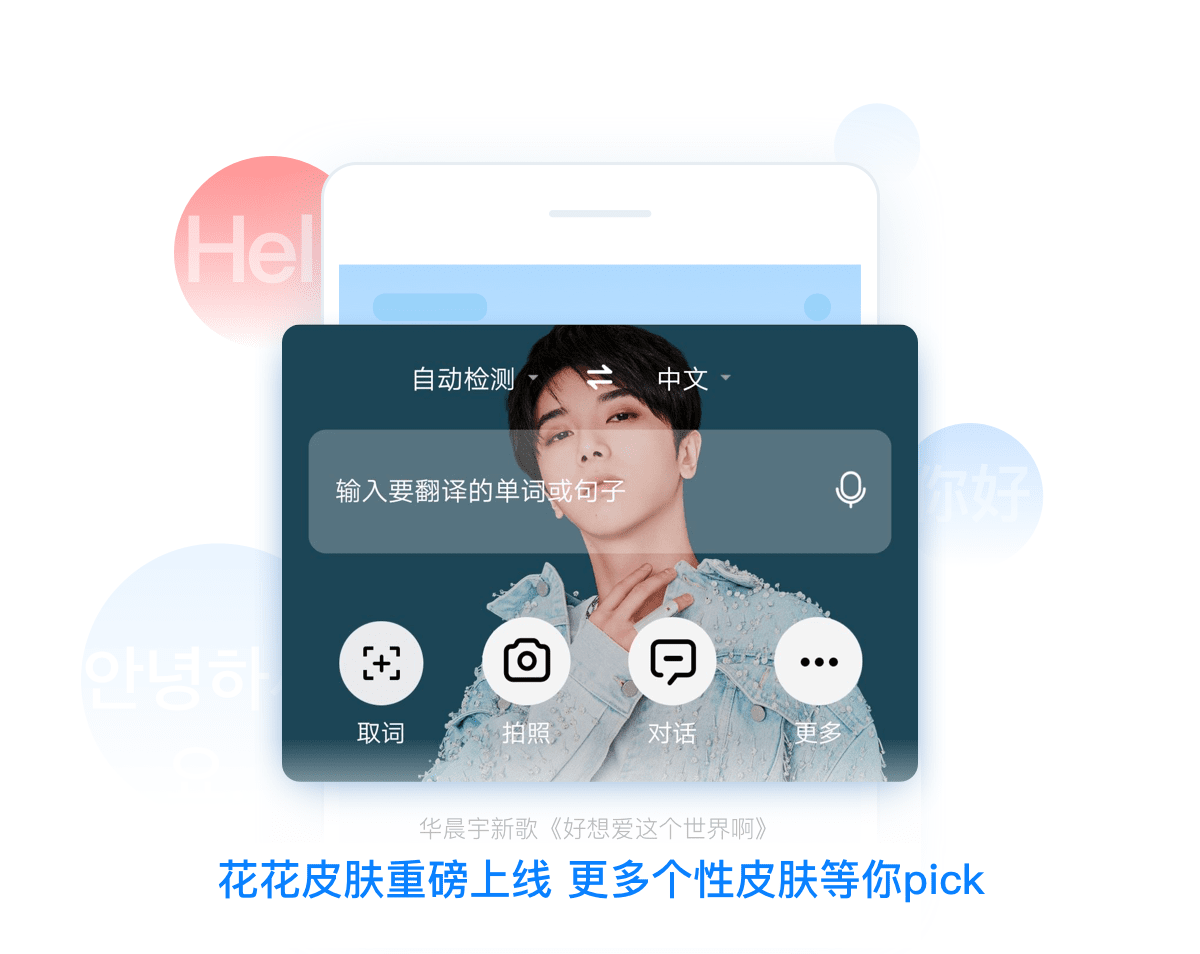 Hel
自动检测
中文
输入要翻译的单词或句子
你好
안녕하
取词
拍照
对话
更多
华晨宇新歌《好想爱这个世界啊》
花花皮肤重磅上线 更多个性皮肤等你pick